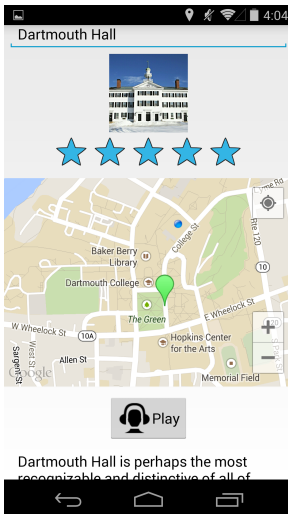 4:04
Dartmouth Hall
Lyme Rd
College St
Rte 120
10
Baker Berry
Library
Dartmouth College
The Green
E Wheelock St
W Wheelock St
10A
Hopkins Center
for the Arts
West St
Allen St
Sargent St
Memorial Field
Google
Play
Dartmouth Hall is perhaps the most
recognizable and distinctive of all of